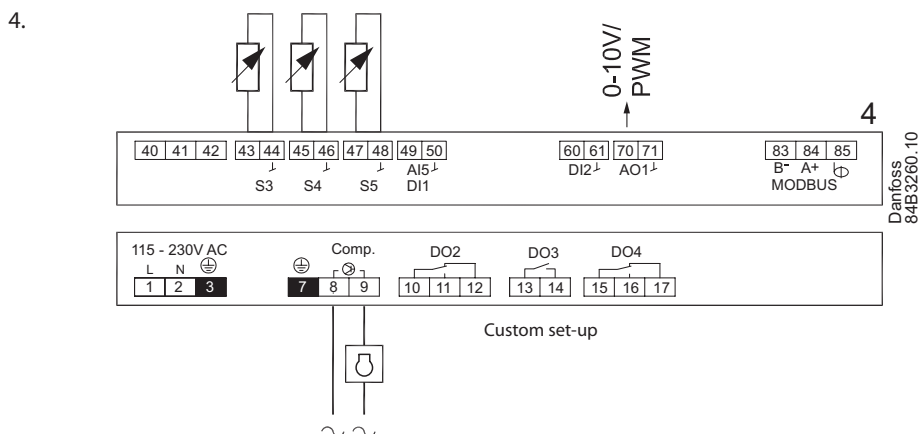 4.
0-10V/
PWM
4
40 41 42 43 44 45 46 47 48 49 50 60 61 70 71 83 84 85
S3 S4 S5 AI5 DI2 AO1 B- A+
DI1 MODBUS
Danfoss
84B3260.10
115 - 230V AC Comp. DO2 DO3 DO4
L N
1 2 3 7 8 9 10 11 12 13 14 15 16 17
Custom set-up